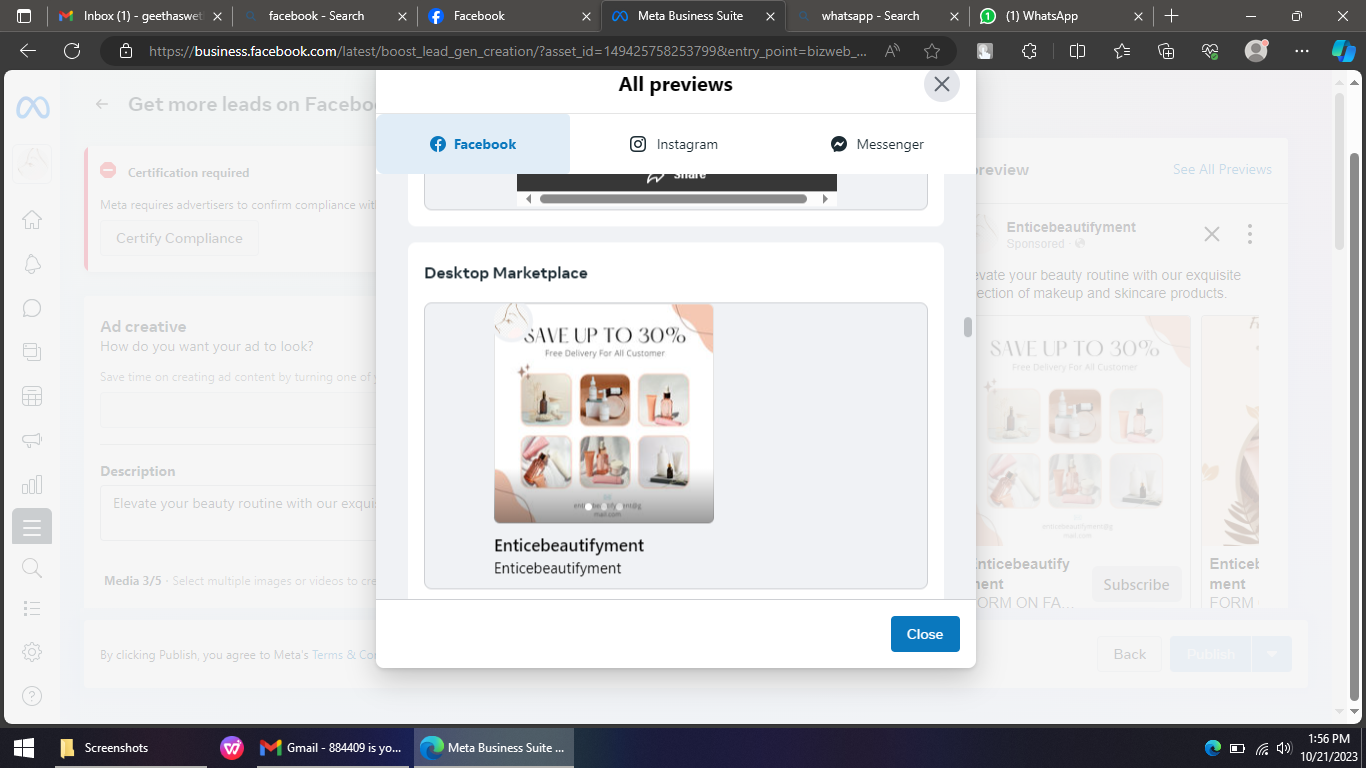 Inbox (1) - geethaswet
facebook - Search
Facebook
Meta Business Suite
whatsapp - Search
(1) WhatsApp
https://business.facebook.com/latest/boost_lead_gen_creation/?asset_id=149425758253799&entry_point=bizweb_...
Get more leads on Facebo
Certification required
Meta requires advertisers to confirm compliance wit
Certify Compliance
Ad creative
How do you want your ad to look?
Save time on creating ad content by turning one of
Description
Elevate your beauty routine with our exquis
Media 3/5 · Select multiple images or videos to cre
By clicking Publish, you agree to Meta's Terms & Co
All previews
Facebook
Instagram
Messenger
Share
Desktop Marketplace
SAVE UP TO 30%
Free Delivery For All Customer
Enticebeautifyment
Enticebeautifyment
Close
review
See All Previews
Enticebeautifyment
Sponsored ·
evate your beauty routine with our exquisite
ection of makeup and skincare products.
SAVE UP TO 30%
Free Delivery For All Customer
enticebeautifymentt@g
mail.com
nticebeautify
ment
ORM ON FA...
Subscribe
Enticeb
ment
FORM
Back
Publish
Screenshots
Gmail - 884409 is yo...
Meta Business Suite ...
1:56 PM
10/21/2023